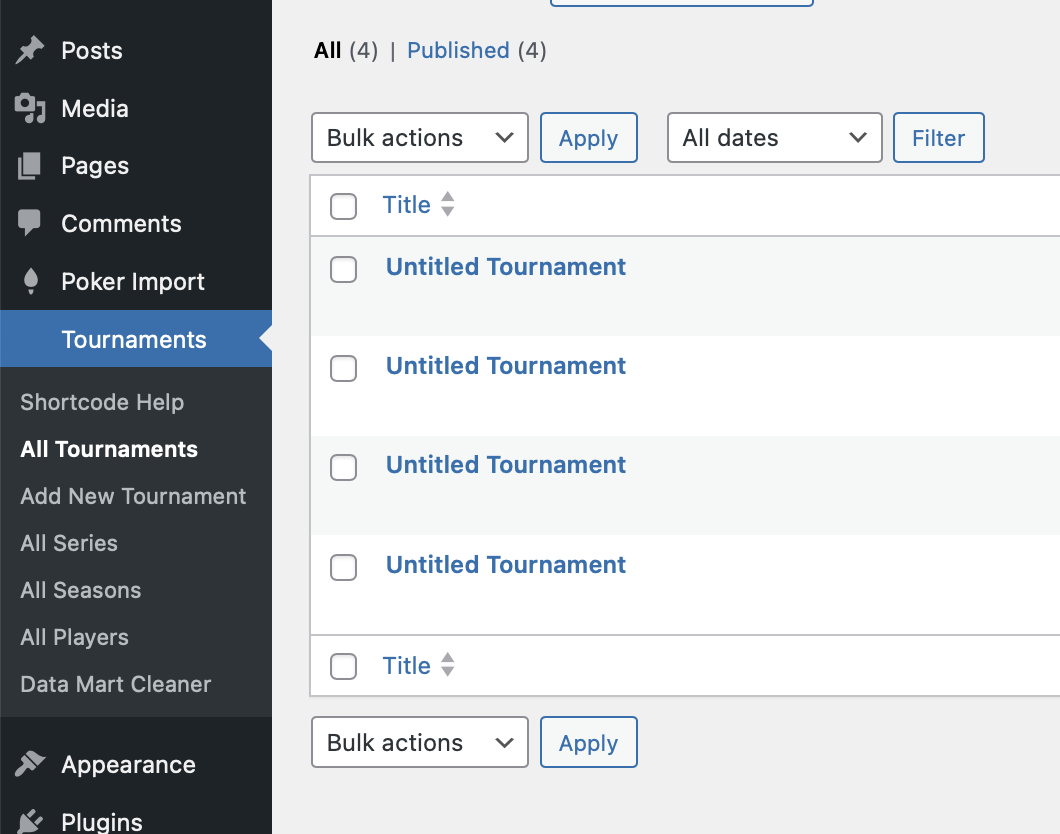 Posts
Media
Pages
Comments
Poker Import
Tournaments
Shortcode Help
All Tournaments
Add New Tournament
All Series
All Seasons
All Players
Data Mart Cleaner
Appearance
Plugins
All (4) | Published (4)
Bulk actions Apply All dates Filter
Title
Untitled Tournament
Untitled Tournament
Untitled Tournament
Untitled Tournament
Title
Bulk actions Apply